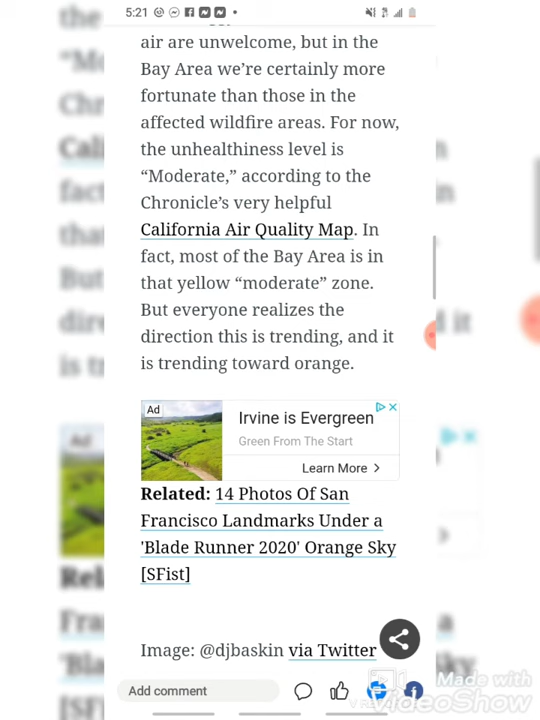 5:21
air are unwelcome, but in the
Bay Area we're certainly more
fortunate than those in the
affected wildfire areas. For now,
the unhealthiness level is
“Moderate,” according to the
Chronicle's very helpful
California Air Quality Map. In
fact, most of the Bay Area is in
that yellow “moderate” zone.
But everyone realizes the
direction this is trending, and it
is trending toward orange.
Ad
Irvine is Evergreen
Green From The Start
Learn More >
Related: 14 Photos Of San
Francisco Landmarks Under a
'Blade Runner 2020' Orange Sky
[SFist]
Image: @djbaskin via Twitter
Add comment
Made with
VideoShow